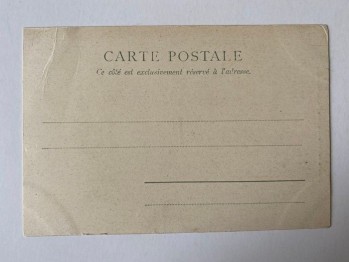 CARTE POSTALE
Ce côté est exclusivement réservé à l'adresse.